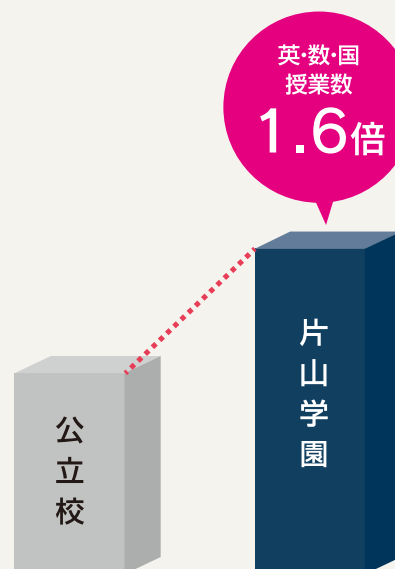 英・数・国
授業数
1.6倍
片山学園
公立校